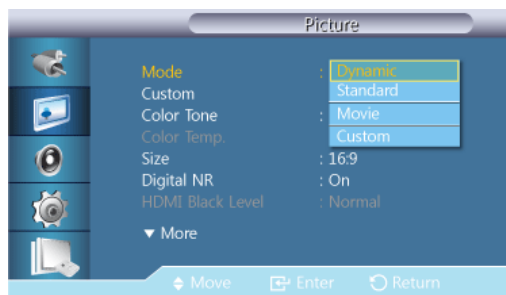 Picture
Mode : Dynamic
Custom Standard
Color Tone : Movie
Color Temp. Custom
Size : 16:9
Digital NR : On
HDMI Black Level : Normal
▼ More
Move Enter Return